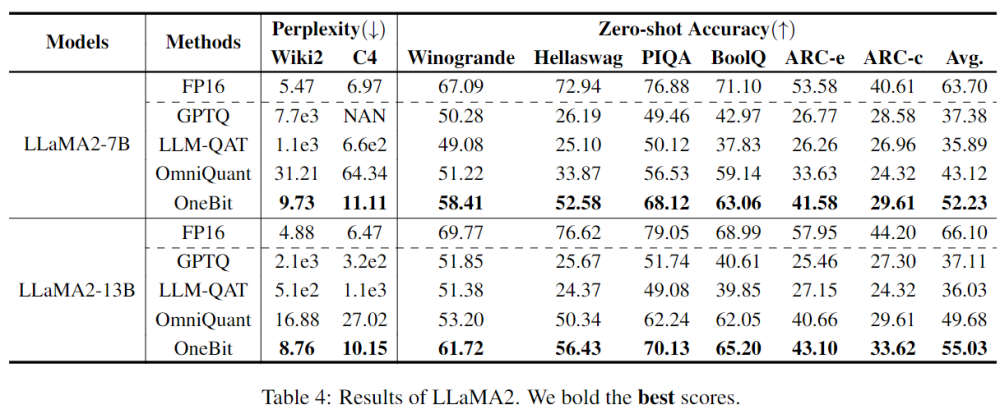 Models Methods Perplexity(↓) Zero-shot Accuracy(↑)
Wiki2 C4 Winogrande Hellaswag PIQA BoolQ ARC-e ARC-c Avg.
LLaMA2-7B
FP16 5.47 6.97 67.09 72.94 76.88 71.10 53.58 40.61 63.70
GPTQ 7.7e3 NAN 50.28 26.19 49.46 42.97 26.77 28.58 37.38
LLM-QAT 1.1e3 6.6e2 49.08 25.10 50.12 37.83 26.26 26.96 35.89
OmniQuant 31.21 64.34 51.22 33.87 56.53 59.14 33.63 24.32 43.12
OneBit 9.73 11.11 58.41 52.58 68.12 63.06 41.58 29.61 52.23
LLaMA2-13B
FP16 4.88 6.47 69.77 76.62 79.05 68.99 57.95 44.20 66.10
GPTQ 2.1e3 3.2e2 51.85 25.67 51.74 40.61 25.46 27.30 37.11
LLM-QAT 5.1e2 1.1e3 51.38 24.37 49.08 39.85 27.15 24.32 36.03
OmniQuant 16.88 27.02 53.20 50.34 62.24 62.05 40.66 29.61 49.68
OneBit 8.76 10.15 61.72 56.43 70.13 65.20 43.10 33.62 55.03
Table 4: Results of LLaMA2. We bold the best scores.